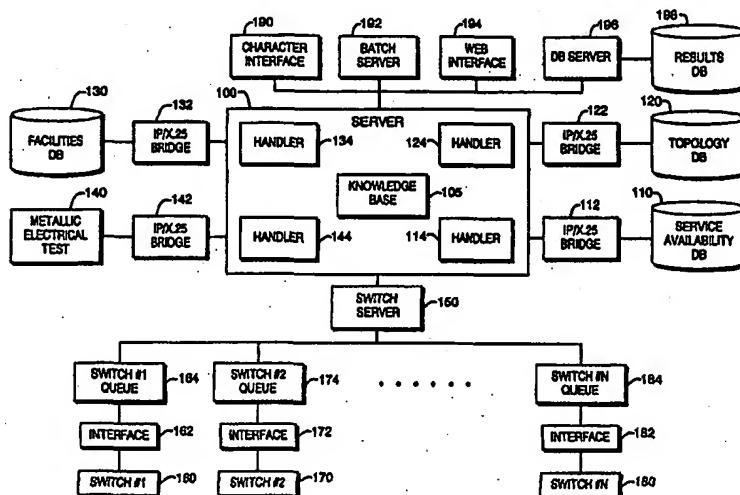 190
192
194
196
198
CHARACTER
INTERFACE
BATCH
SERVER
WEB
INTERFACE
DB SERVER
RESULTS
DB
130
132
100
SERVER
122
120
FACILITIES
DB
IP/X.25
BRIDGE
HANDLER
134
124
HANDLER
IP/X.25
BRIDGE
TOPOLOGY
DB
KNOWLEDGE
BASE
105
140
142
112
110
METALLIC
ELECTRICAL
TEST
IP/X.25
BRIDGE
HANDLER
144
114
HANDLER
IP/X.25
BRIDGE
SERVICE
AVAILABILITY
DB
SWITCH
SERVER
150
SWITCH #1
QUEUE
164
SWITCH #2
QUEUE
174
SWITCH #N
QUEUE
184
INTERFACE
162
INTERFACE
172
INTERFACE
182
SWITCH #1
160
SWITCH #2
170
SWITCH #N
180